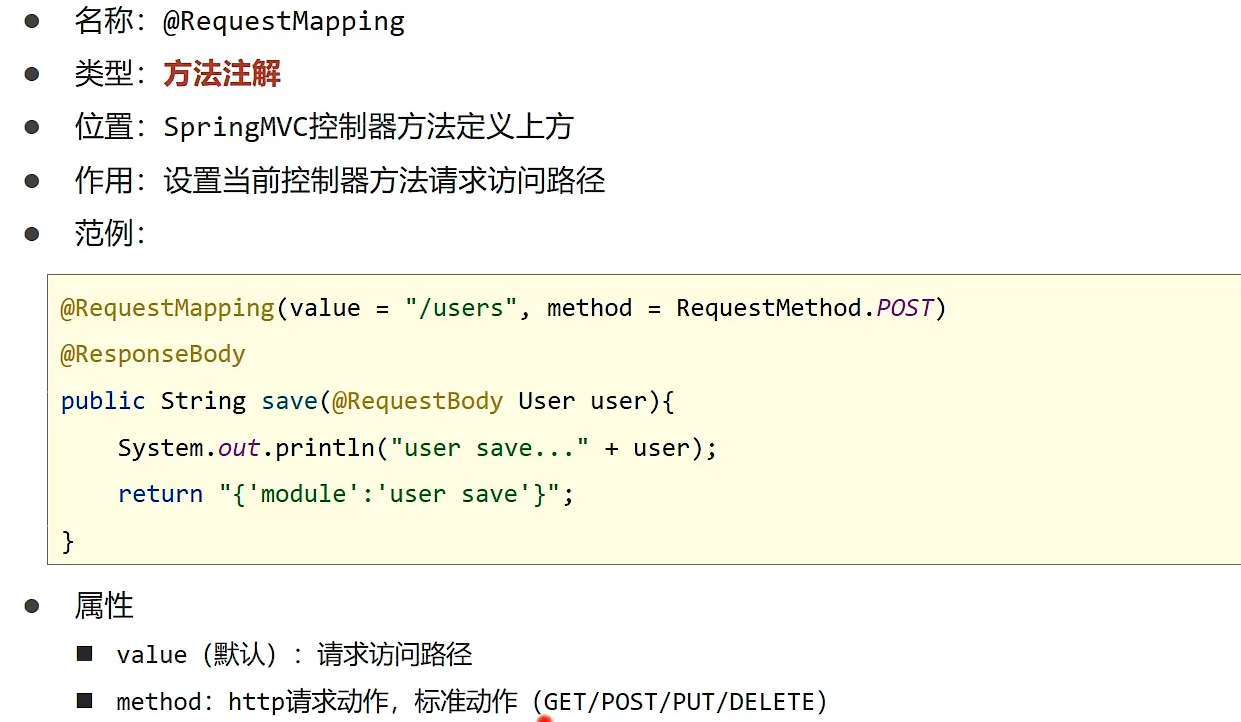 名称：@RequestMapping
类型：方法注解
位置：SpringMVC控制器方法定义上方
作用：设置当前控制器方法请求访问路径
范例：
@RequestMapping(value = "/users", method = RequestMethod.POST)
@ResponseBody
public String save(@RequestBody User user){
    System.out.println("user save..." + user);
    return "{'module':'user save'}";
}
属性
value（默认）：请求访问路径
method：http请求动作，标准动作（GET/POST/PUT/DELETE）